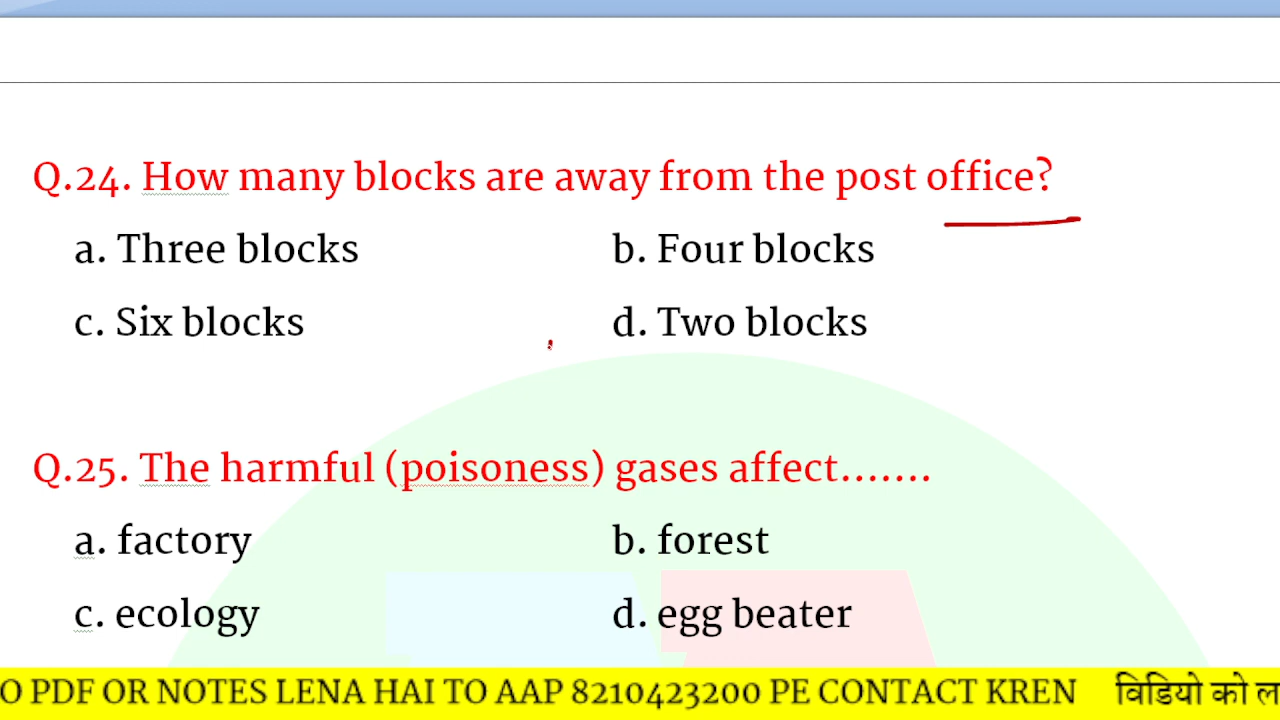 Q.24. How many blocks are away from the post office?
a. Three blocks b. Four blocks
c. Six blocks d. Two blocks
Q.25. The harmful (poisoness) gases affect.......
a. factory b. forest
c. ecology d. egg beater
O PDF OR NOTES LENA HAI TO AAP 8210423200 PE CONTACT KREN विडियो को ल